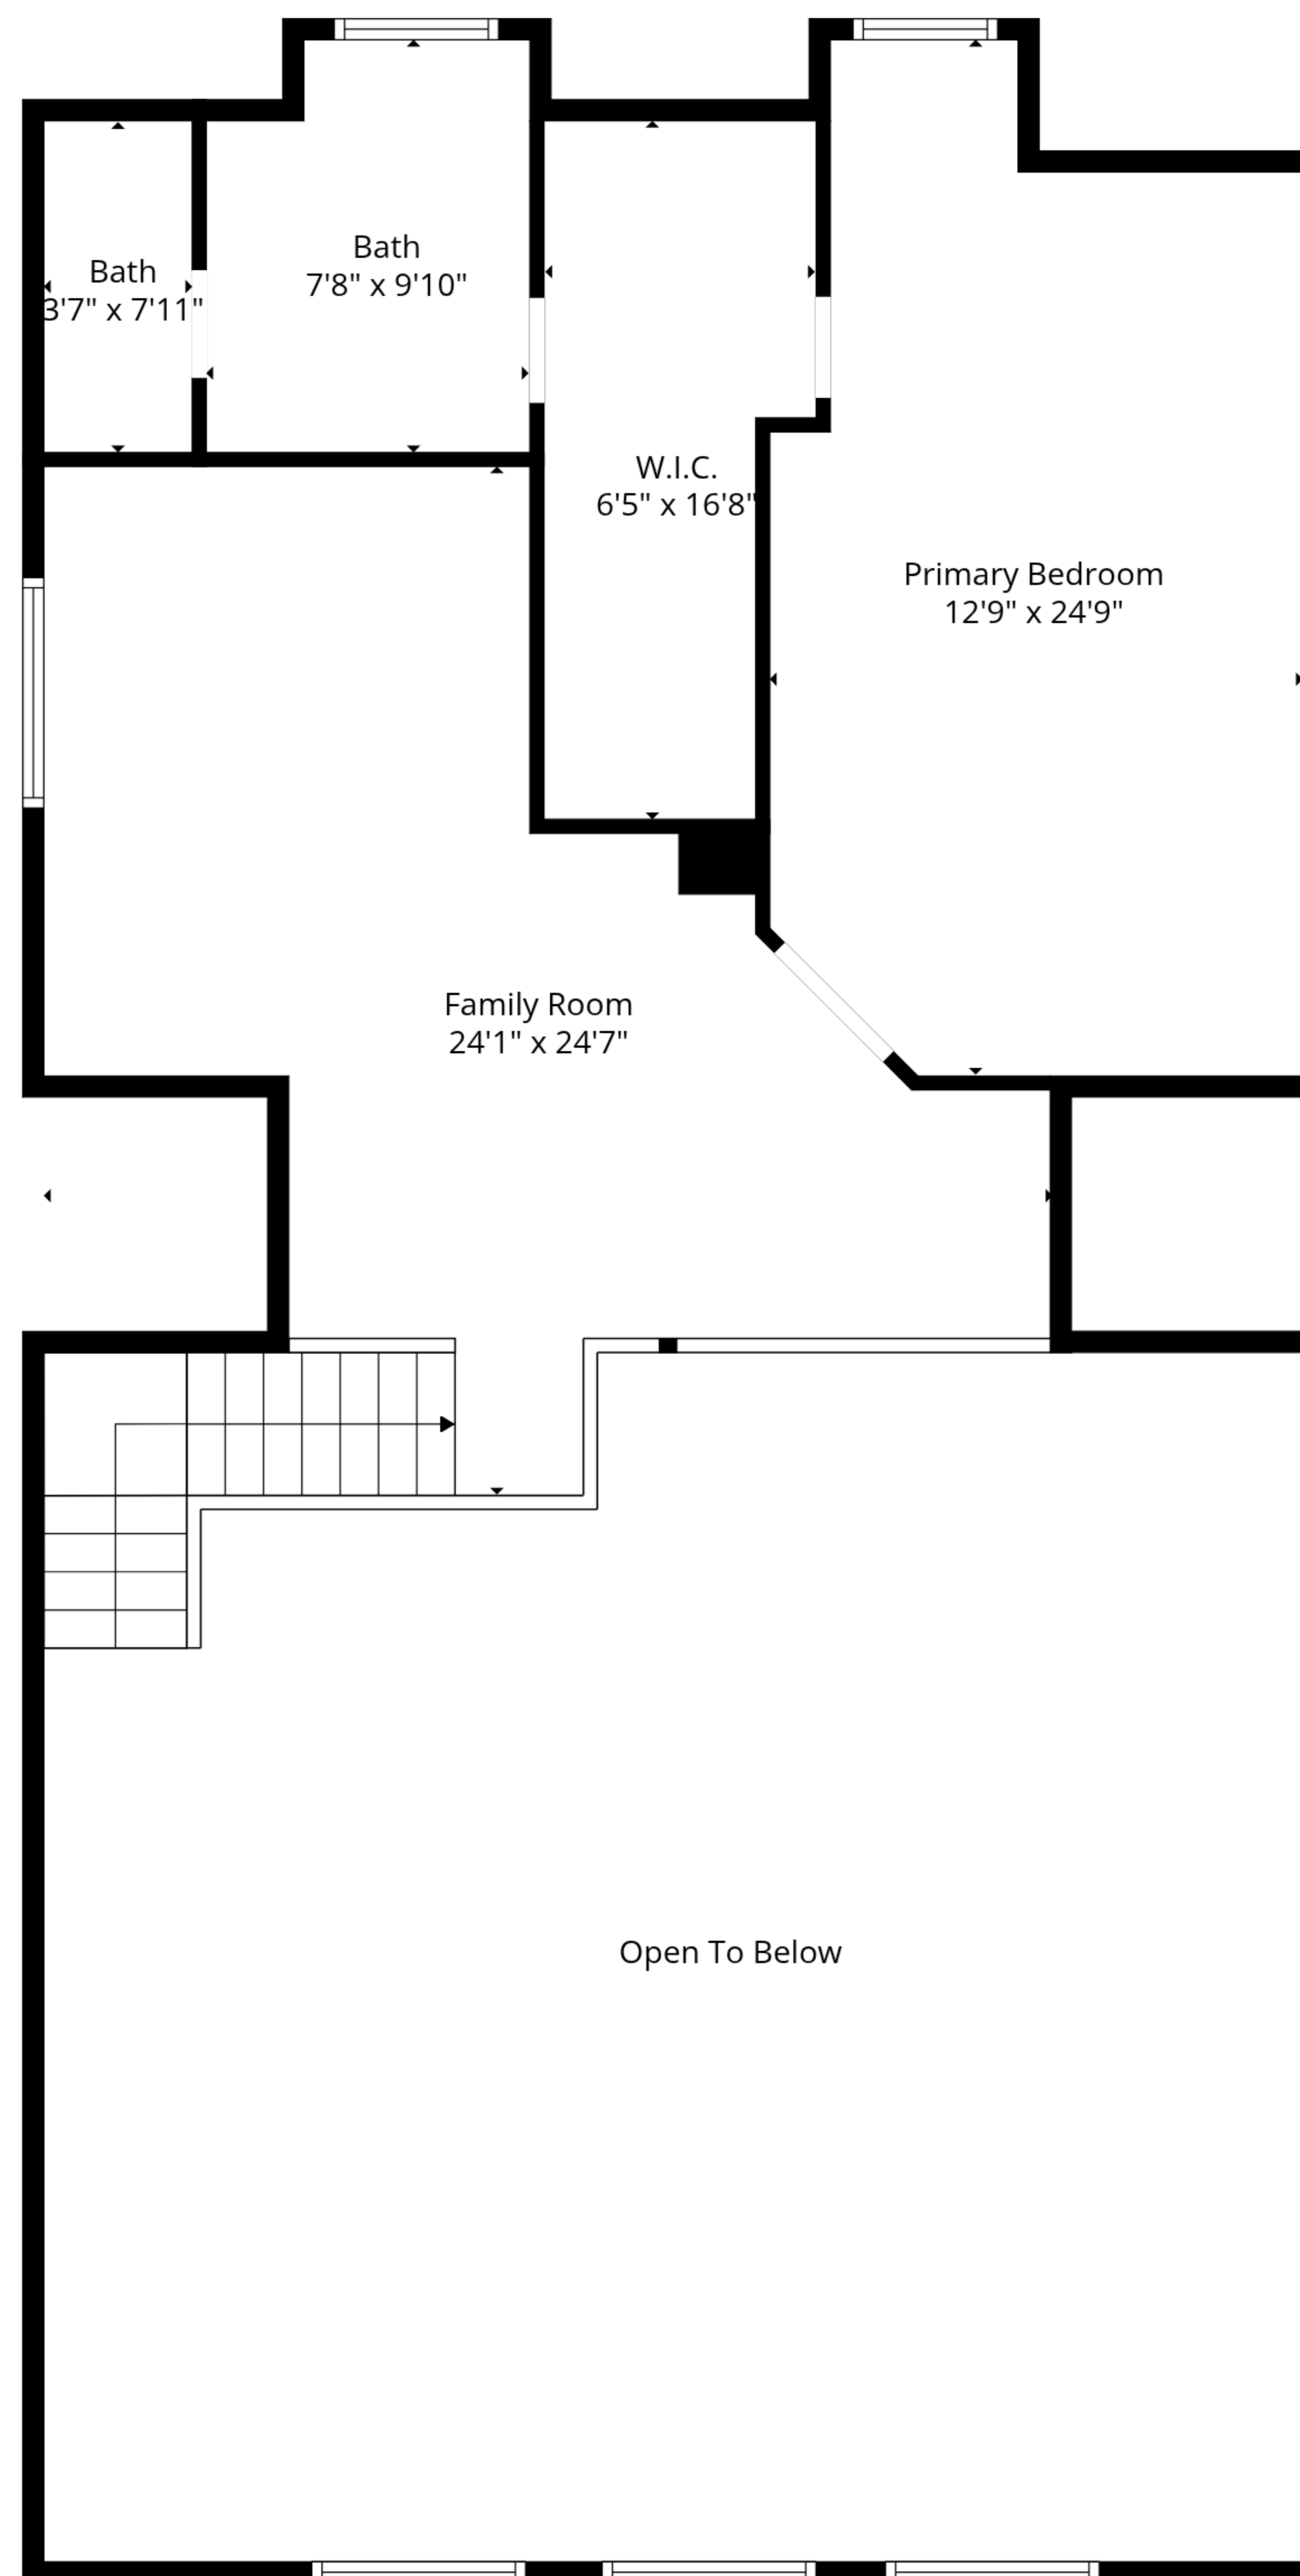 Bath
7'8" x 9'10"
Bath
3'7" x 7'11"
W.I.C.
6'5" x 16'8"
Primary Bedroom
12'9" x 24'9"
Family Room
24'1" x 24'7"
Open To Below